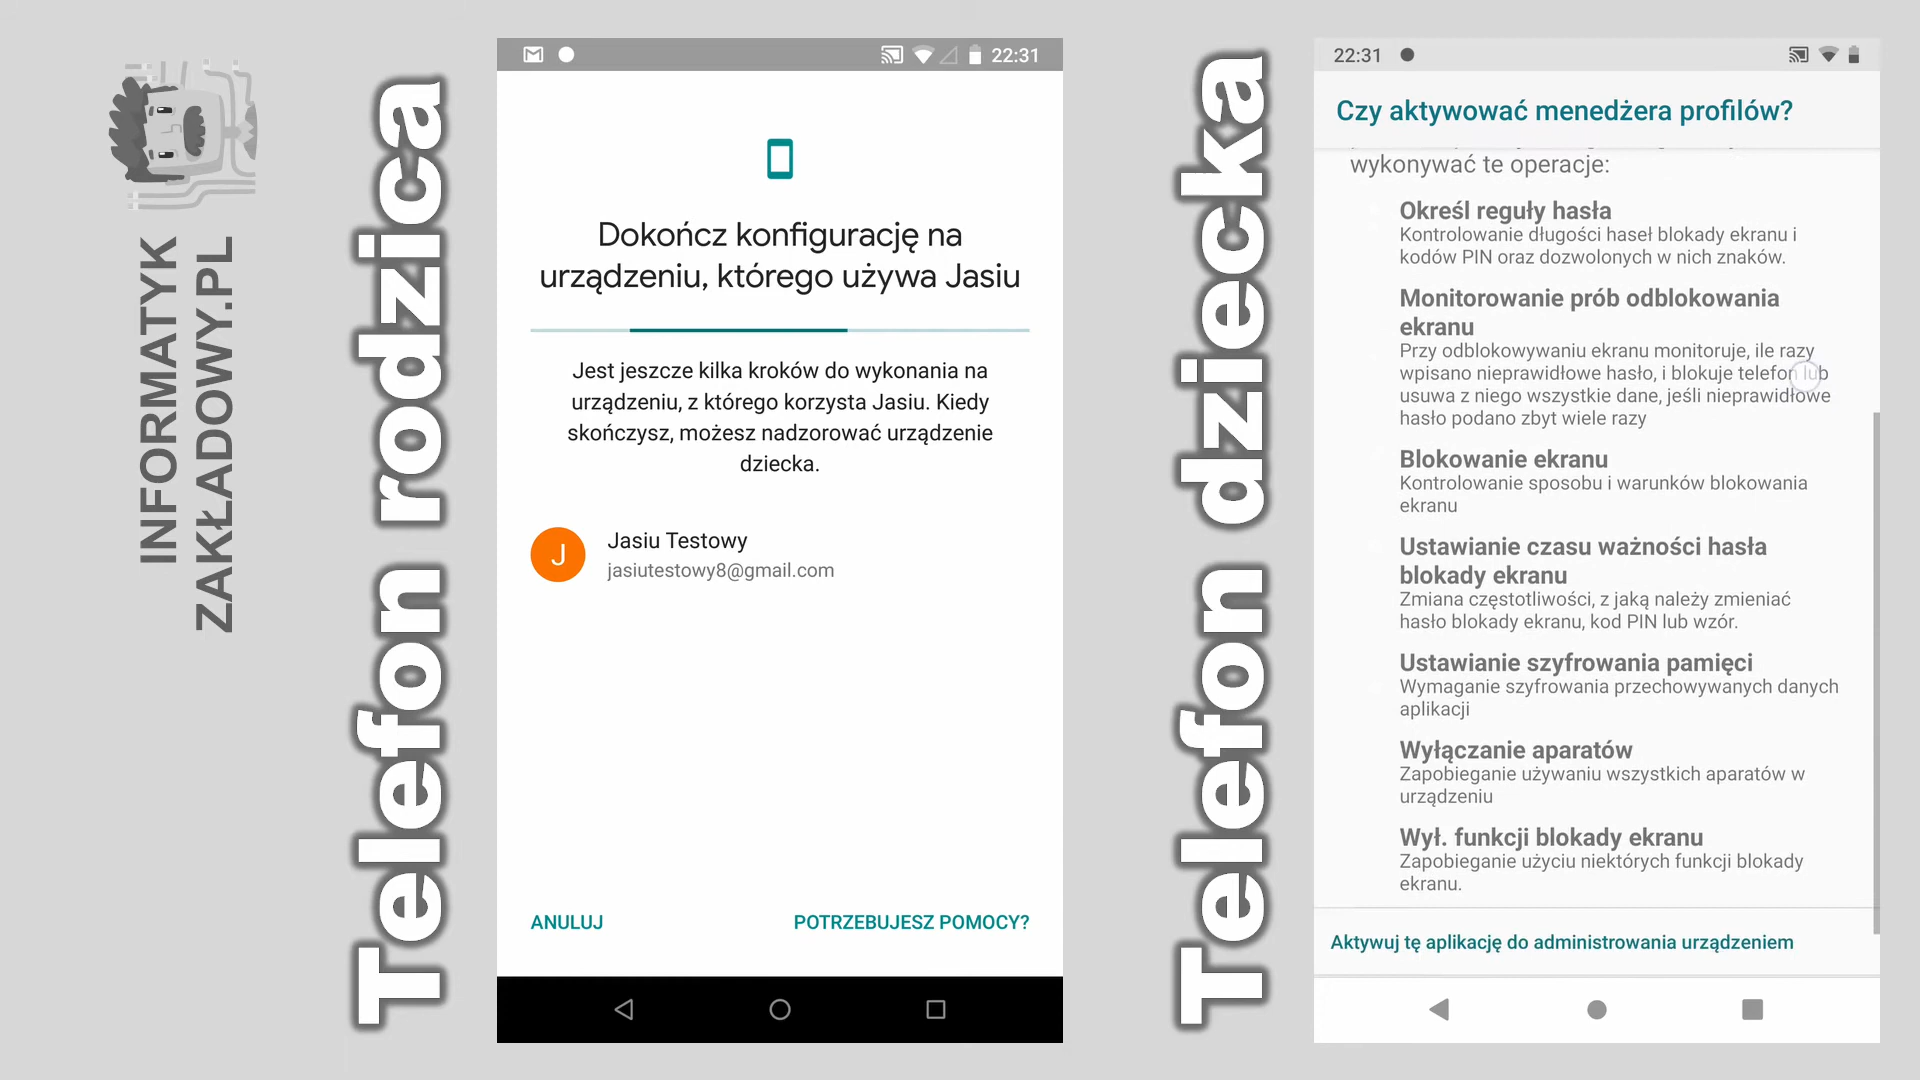 INFORMATYK
ZAKŁADOWY.PL
Telefon rodzica
22:31
Dokończ konfigurację na
urządzeniu, którego używa Jasiu
Jest jeszcze kilka kroków do wykonania na
urządzeniu, z którego korzysta Jasiu. Kiedy
skończysz, możesz nadzorować urządzenie
dziecka.
J
Jasiu Testowy
jasiutestowy8@gmail.com
ANULUJ
POTRZEBUJESZ POMOCY?
Telefon dziecka
22:31
Czy aktywować menedżera profilów?
wykonywać te operacje:
Określ reguły hasła
Kontrolowanie długości haseł blokady ekranu i
kodów PIN oraz dozwolonych w nich znaków.
Monitorowanie prób odblokowania
ekranu
Przy odblokowywaniu ekranu monitoruje, ile razy
wpisano nieprawidłowe hasło, i blokuje telefon lub
usuwa z niego wszystkie dane, jeśli nieprawidłowe
hasło podano zbyt wiele razy
Blokowanie ekranu
Kontrolowanie sposobu i warunków blokowania
ekranu
Ustawianie czasu ważności hasła
blokady ekranu
Zmiana częstotliwości, z jaką należy zmieniać
hasło blokady ekranu, kod PIN lub wzór.
Ustawianie szyfrowania pamięci
Wymaganie szyfrowania przechowywanych danych
aplikacji
Wyłączanie aparatów
Zapobieganie używaniu wszystkich aparatów w
urządzeniu
Wył. funkcji blokady ekranu
Zapobieganie użyciu niektórych funkcji blokady
ekranu.
Aktywuj tę aplikację do administrowania urządzeniem